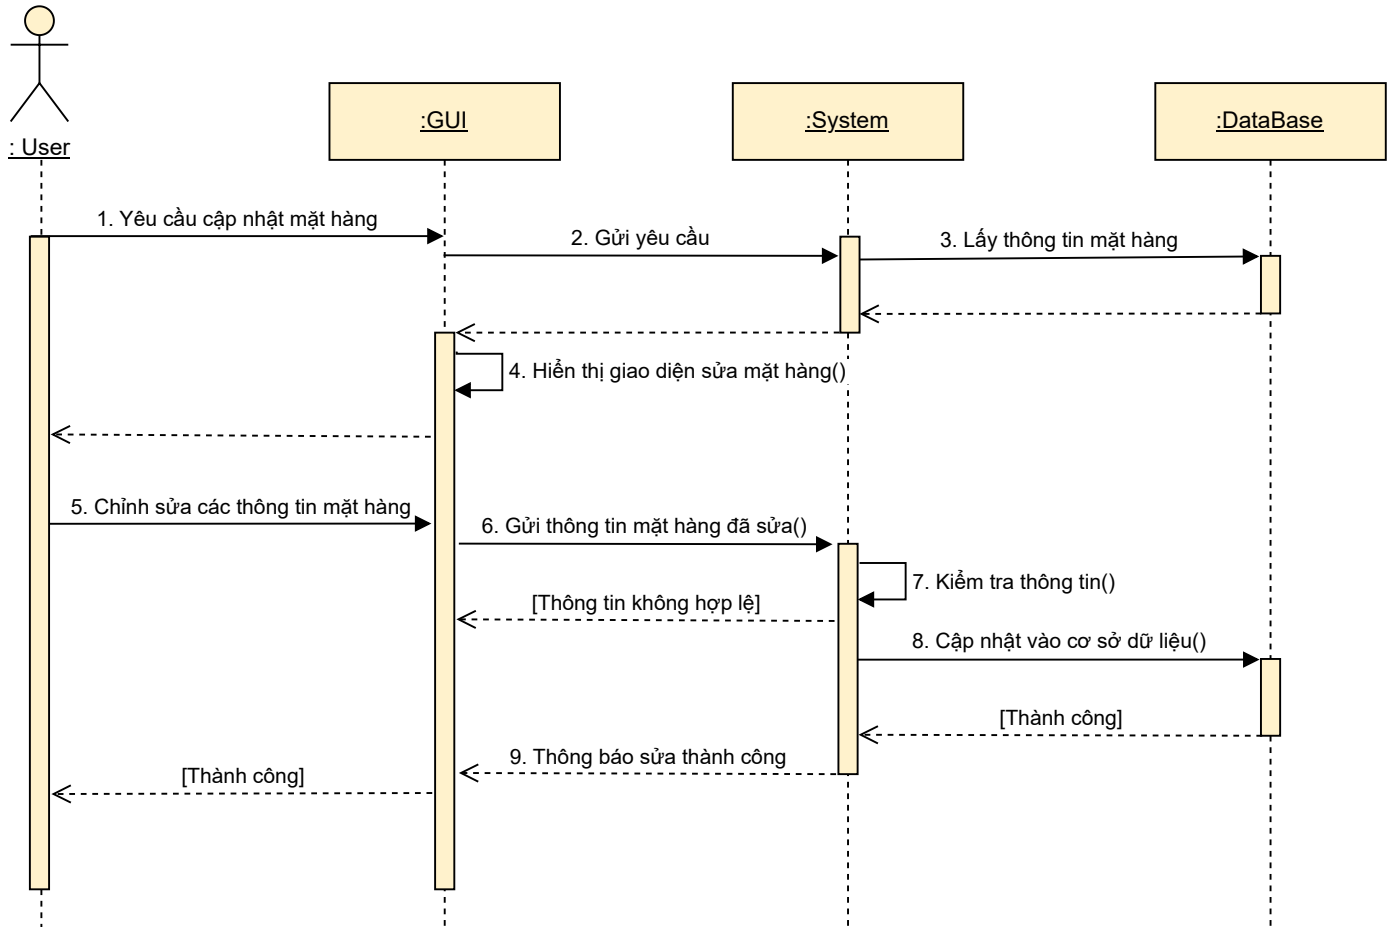 : User
:GUI
:System
:DataBase
1. Yêu cầu cập nhật mặt hàng
2. Gửi yêu cầu
3. Lấy thông tin mặt hàng
4. Hiển thị giao diện sửa mặt hàng()
5. Chỉnh sửa các thông tin mặt hàng
6. Gửi thông tin mặt hàng đã sửa()
7. Kiểm tra thông tin()
[Thông tin không hợp lệ]
8. Cập nhật vào cơ sở dữ liệu()
[Thành công]
9. Thông báo sửa thành công
[Thành công]